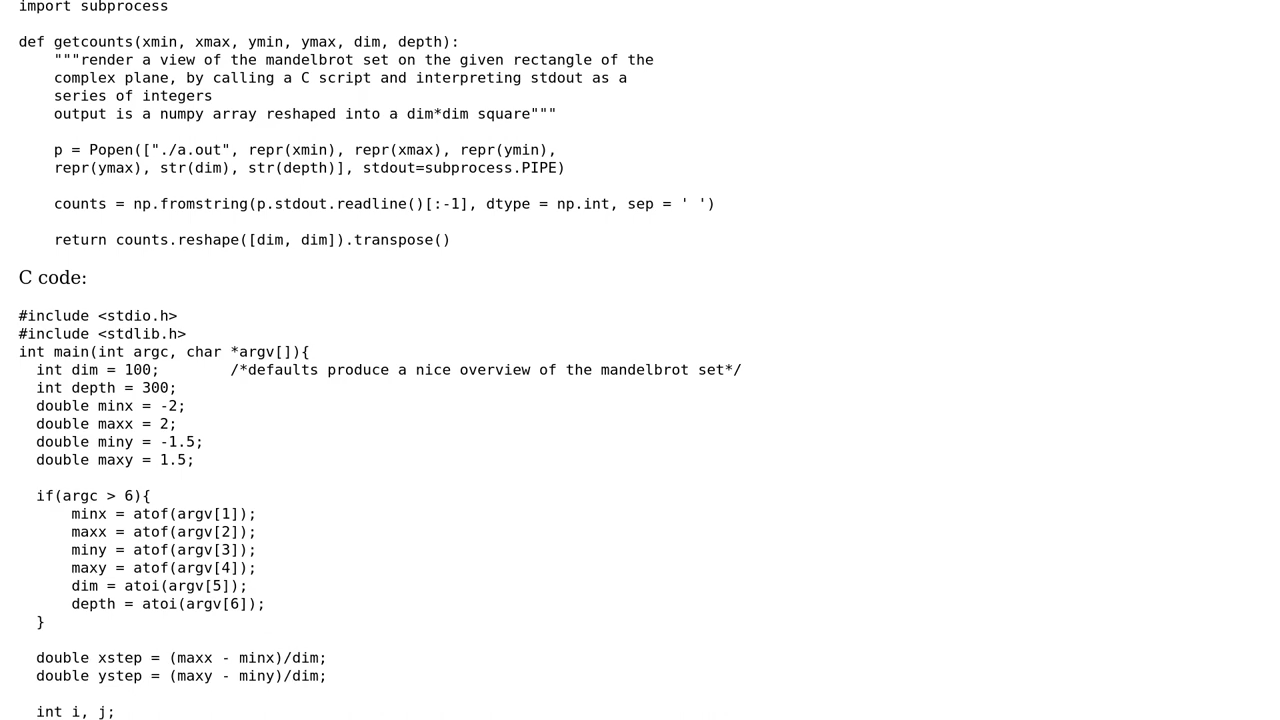 import subprocess
def getcounts(xmin, xmax, ymin, ymax, dim, depth):
    """render a view of the mandelbrot set on the given rectangle of the
    complex plane, by calling a C script and interpreting stdout as a
    series of integers
    output is a numpy array reshaped into a dim*dim square"""
    p = Popen(["./a.out", repr(xmin), repr(xmax), repr(ymin),
    repr(ymax), str(dim), str(depth)], stdout=subprocess.PIPE)
    counts = np.fromstring(p.stdout.readline()[:-1], dtype = np.int, sep = ' ')
    return counts.reshape([dim, dim]).transpose()
C code:
#include <stdio.h>
#include <stdlib.h>
int main(int argc, char *argv[]){
  int dim = 100;        /*defaults produce a nice overview of the mandelbrot set*/
  int depth = 300;
  double minx = -2;
  double maxx = 2;
  double miny = -1.5;
  double maxy = 1.5;
  if(argc > 6){
      minx = atof(argv[1]);
      maxx = atof(argv[2]);
      miny = atof(argv[3]);
      maxy = atof(argv[4]);
      dim = atoi(argv[5]);
      depth = atoi(argv[6]);
  }
  double xstep = (maxx - minx)/dim;
  double ystep = (maxy - miny)/dim;
  int i, j;